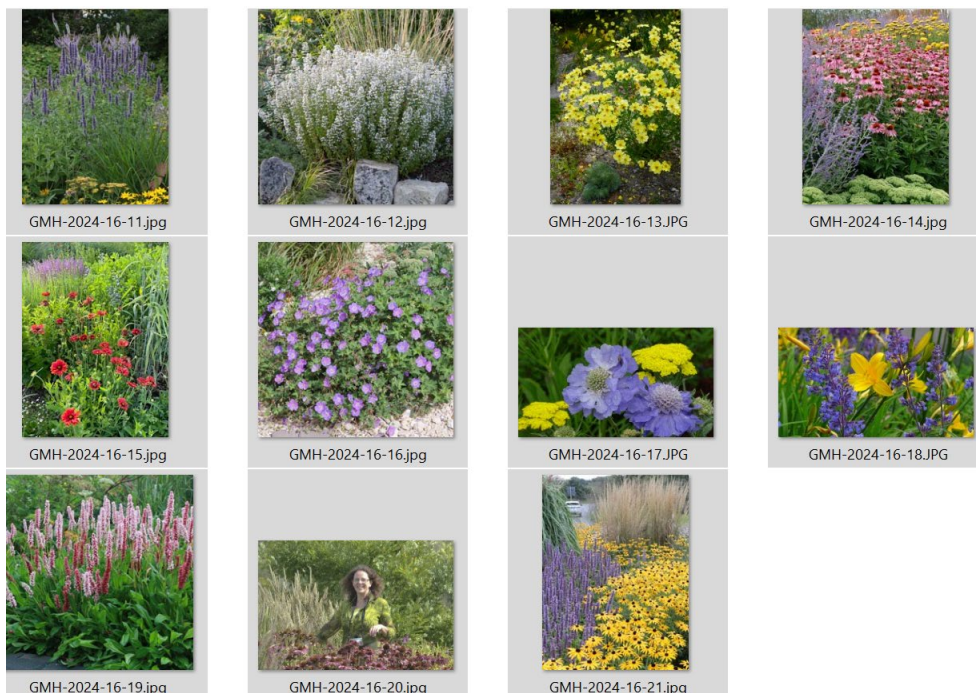 GMH-2024-16-11.jpg
GMH-2024-16-12.jpg
GMH-2024-16-13.JPG
GMH-2024-16-14.jpg
GMH-2024-16-15.jpg
GMH-2024-16-16.jpg
GMH-2024-16-17.JPG
GMH-2024-16-18.JPG
GMH-2024-16-19.jpg
GMH-2024-16-20.jpg
GMH-2024-16-21.jpg